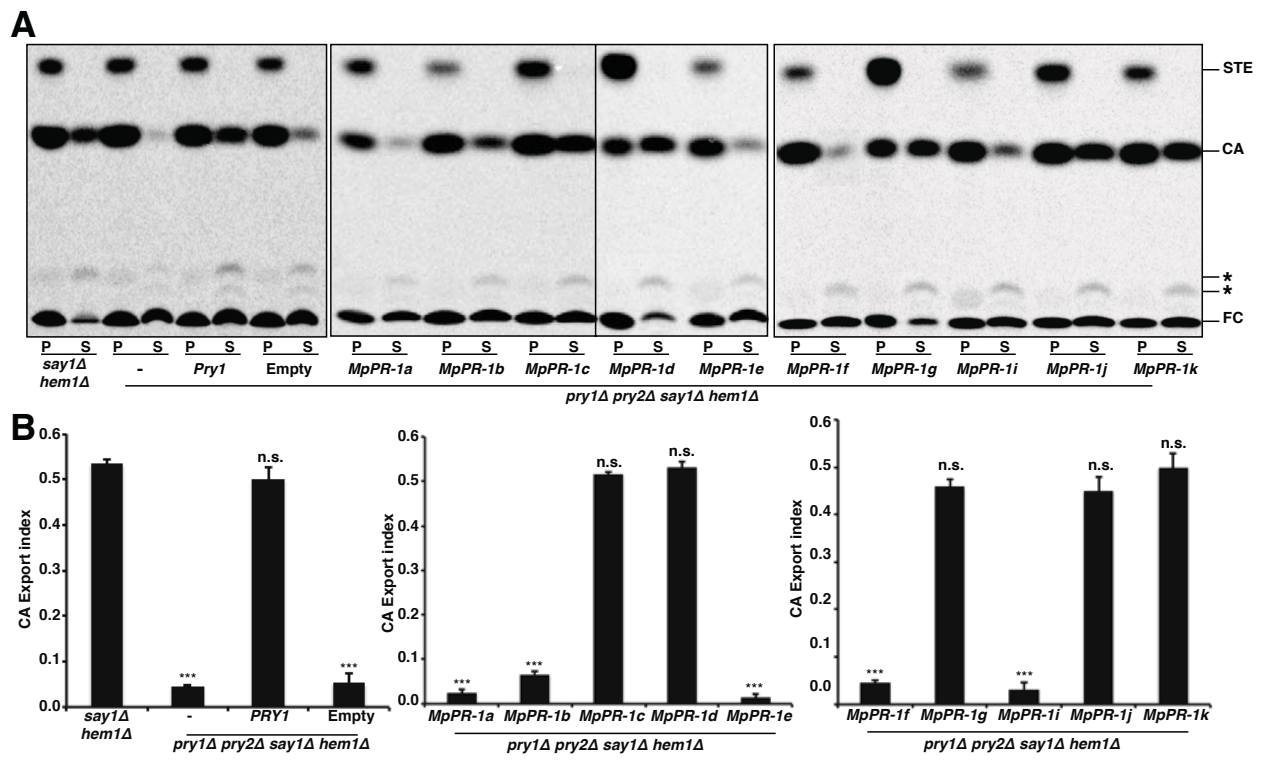 A
STE
CA
*
*
FC
P S P S P S P S P S P S P S P S P S P S P S P S P S P S
say1Δ hem1Δ
- Pry1 Empty MpPR-1a MpPR-1b MpPR-1c MpPR-1d MpPR-1e MpPR-1f MpPR-1g MpPR-1i MpPR-1j MpPR-1k
pry1Δ pry2Δ say1Δ hem1Δ
B
CA Export index
0.6
0.5
0.4
0.3
0.2
0.1
0.0
*** n.s. ***
say1Δ hem1Δ
- PRY1 Empty
pry1Δ pry2Δ say1Δ hem1Δ
CA Export index
0.6
0.5
0.4
0.3
0.2
0.1
0.0
*** *** n.s. n.s. ***
MpPR-1a MpPR-1b MpPR-1c MpPR-1d MpPR-1e
pry1Δ pry2Δ say1Δ hem1Δ
CA Export index
0.6
0.5
0.4
0.3
0.2
0.1
0.0
*** n.s. *** n.s. n.s.
MpPR-1f MpPR-1g MpPR-1i MpPR-1j MpPR-1k
pry1Δ pry2Δ say1Δ hem1Δ